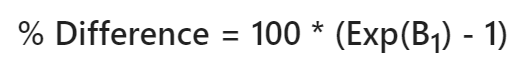 % Difference = 100 * (Exp(B₁) - 1)